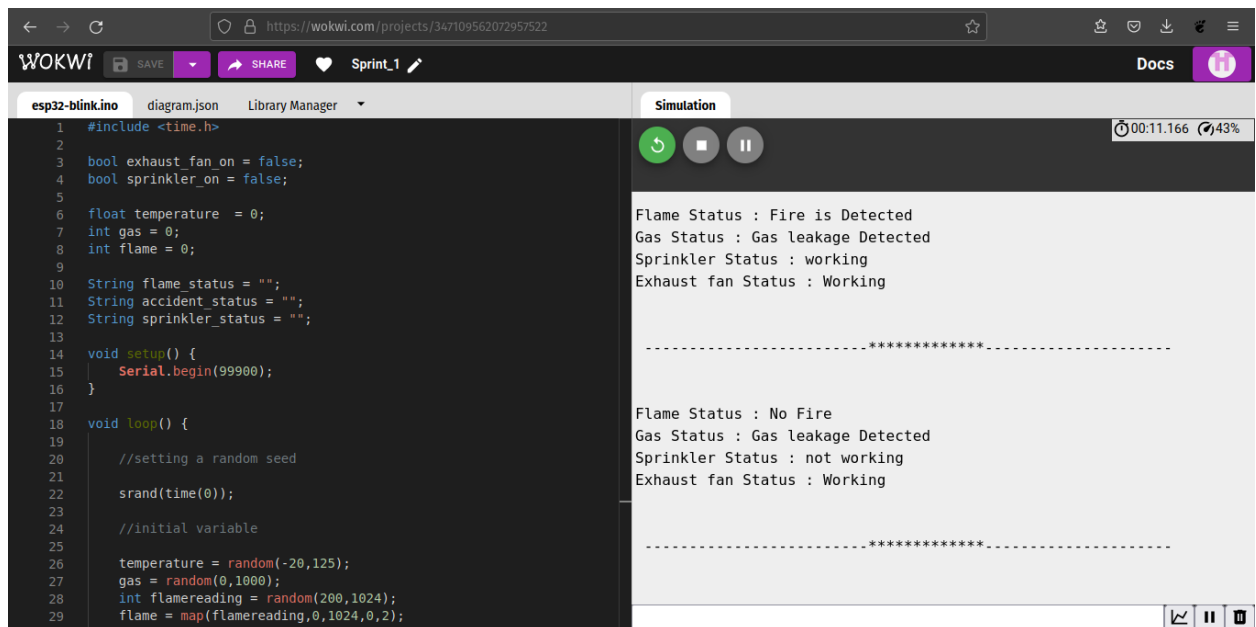 https://wokwi.com/projects/347109562072957522
WOKWi SAVE SHARE Sprint_1 Docs
esp32-blink.ino diagram.json Library Manager
1 #include <time.h>
2
3 bool exhaust_fan_on = false;
4 bool sprinkler_on = false;
5
6 float temperature  = 0;
7 int gas = 0;
8 int flame = 0;
9
10 String flame_status = "";
11 String accident_status = "";
12 String sprinkler_status = "";
13
14 void setup() {
15     Serial.begin(99900);
16 }
17
18 void loop() {
19
20     //setting a random seed
21
22     srand(time(0));
23
24     //initial variable
25
26     temperature = random(-20,125);
27     gas = random(0,1000);
28     int flamereading = random(200,1024);
29     flame = map(flamereading,0,1024,0,2);
Simulation
00:11.166 43%
Flame Status : Fire is Detected
Gas Status : Gas leakage Detected
Sprinkler Status : working
Exhaust fan Status : Working
-------------------------*************---------------------
Flame Status : No Fire
Gas Status : Gas leakage Detected
Sprinkler Status : not working
Exhaust fan Status : Working
-------------------------*************---------------------